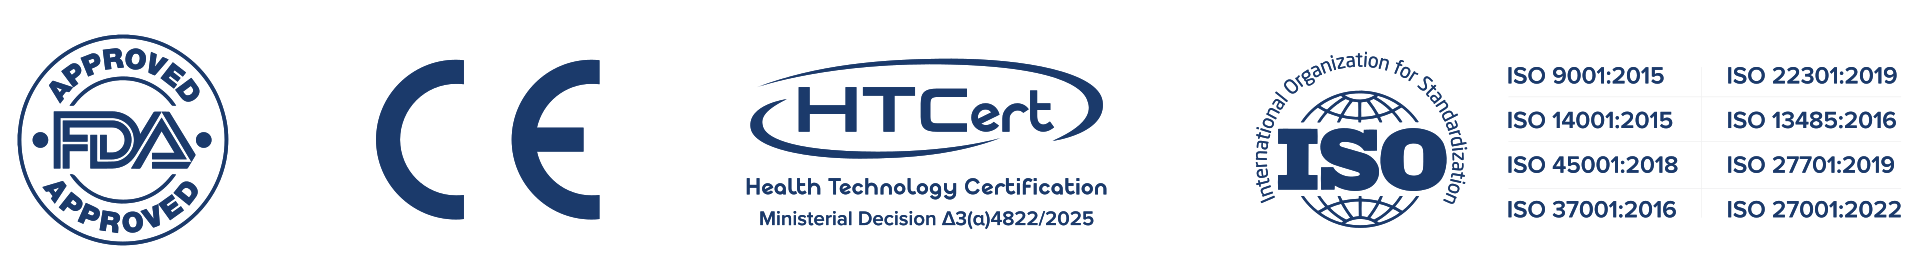 APPROVED
FDA
APPROVED
CE
HTCert
Health Technology Certification
Ministerial Decision Δ3(α)4822/2025
International Organization for Standardization
ISO
ISO 9001:2015
ISO 22301:2019
ISO 14001:2015
ISO 13485:2016
ISO 45001:2018
ISO 27701:2019
ISO 37001:2016
ISO 27001:2022